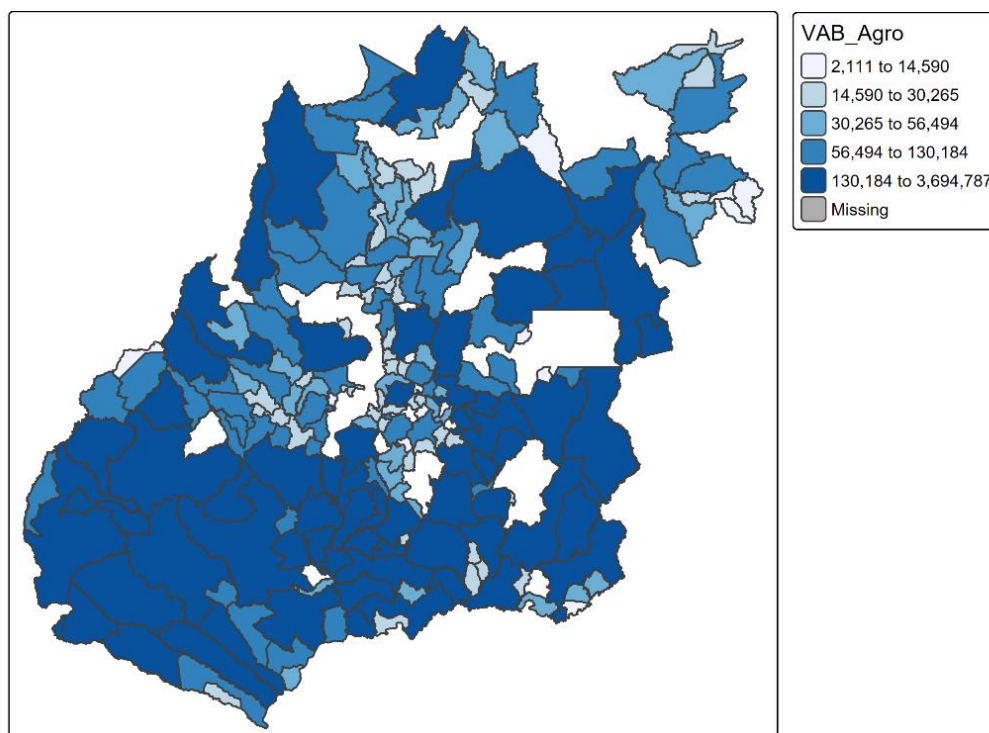 VAB_Agro
2,111 to 14,590
14,590 to 30,265
30,265 to 56,494
56,494 to 130,184
130,184 to 3,694,787
Missing